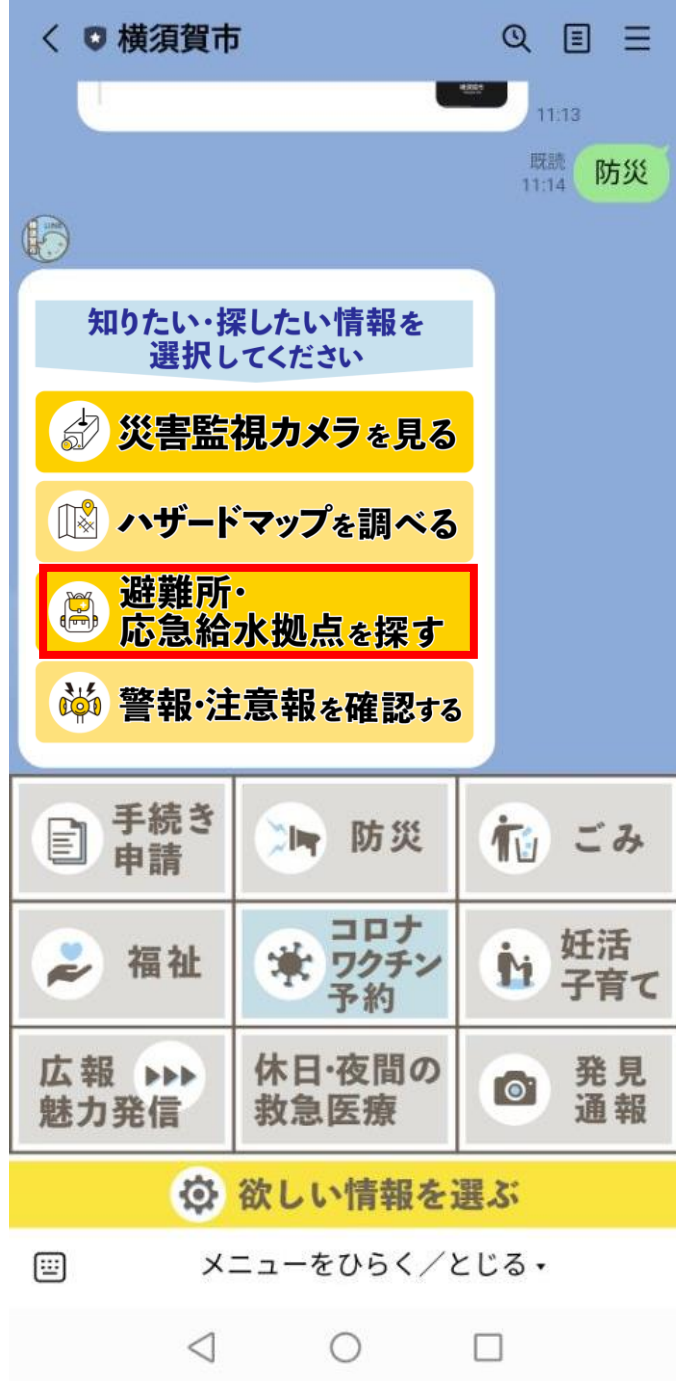 横須賀市
11:13
既読
11:14
防災
知りたい・探したい情報を
選択してください
災害監視カメラを見る
ハザードマップを調べる
避難所・
応急給水拠点を探す
警報・注意報を確認する
手続き
申請
防災
ごみ
福祉
コロナ
ワクチン
予約
妊活
子育て
広報
魅力発信
休日・夜間の
救急医療
発見
通報
欲しい情報を選ぶ
メニューをひらく／とじる